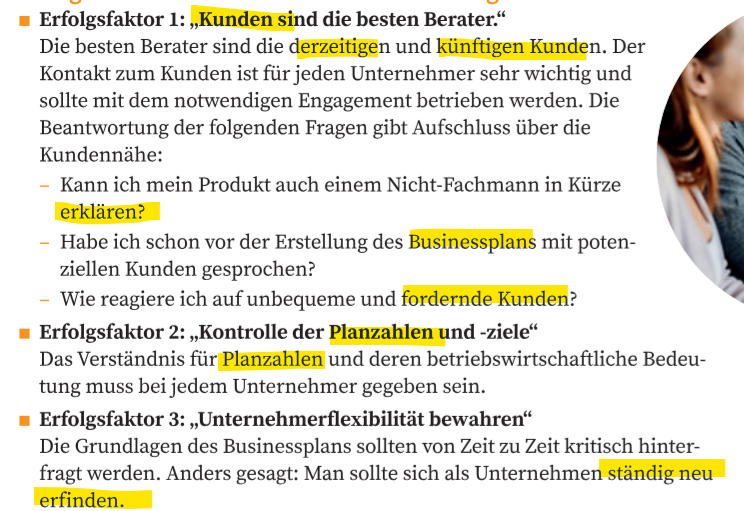 Erfolgsfaktor 1: „Kunden sind die besten Berater.“
Die besten Berater sind die derzeitigen und künftigen Kunden. Der
Kontakt zum Kunden ist für jeden Unternehmer sehr wichtig und
sollte mit dem notwendigen Engagement betrieben werden. Die
Beantwortung der folgenden Fragen gibt Aufschluss über die
Kundennähe:
– Kann ich mein Produkt auch einem Nicht-Fachmann in Kürze
erklären?
– Habe ich schon vor der Erstellung des Businessplans mit poten-
ziellen Kunden gesprochen?
– Wie reagiere ich auf unbequeme und fordernde Kunden?
Erfolgsfaktor 2: „Kontrolle der Planzahlen und -ziele“
Das Verständnis für Planzahlen und deren betriebswirtschaftliche Bedeu-
tung muss bei jedem Unternehmer gegeben sein.
Erfolgsfaktor 3: „Unternehmerflexibilität bewahren“
Die Grundlagen des Businessplans sollten von Zeit zu Zeit kritisch hinter-
fragt werden. Anders gesagt: Man sollte sich als Unternehmen ständig neu
erfinden.